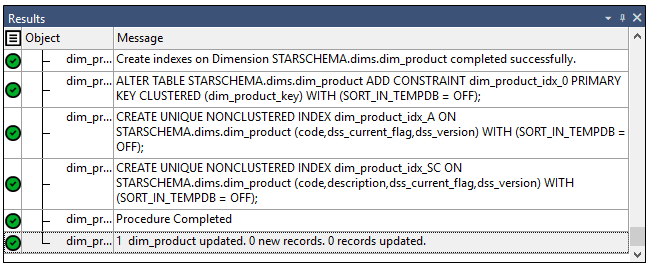 Results
Object Message
dim_pr... Create indexes on Dimension STARSCHEMA.dims.dim_product completed successfully.
dim_pr... ALTER TABLE STARSCHEMA.dims.dim_product ADD CONSTRAINT dim_product_idx_0 PRIMARY
KEY CLUSTERED (dim_product_key) WITH (SORT_IN_TEMPDB = OFF);
dim_pr... CREATE UNIQUE NONCLUSTERED INDEX dim_product_idx_A ON
STARSCHEMA.dims.dim_product (code,dss_current_flag,dss_version) WITH (SORT_IN_TEMPDB =
OFF);
dim_pr... CREATE UNIQUE NONCLUSTERED INDEX dim_product_idx_SC ON
STARSCHEMA.dims.dim_product (code,description,dss_current_flag,dss_version) WITH
(SORT_IN_TEMPDB = OFF);
dim_pr... Procedure Completed
dim_pr... 1 dim_product updated. 0 new records. 0 records updated.